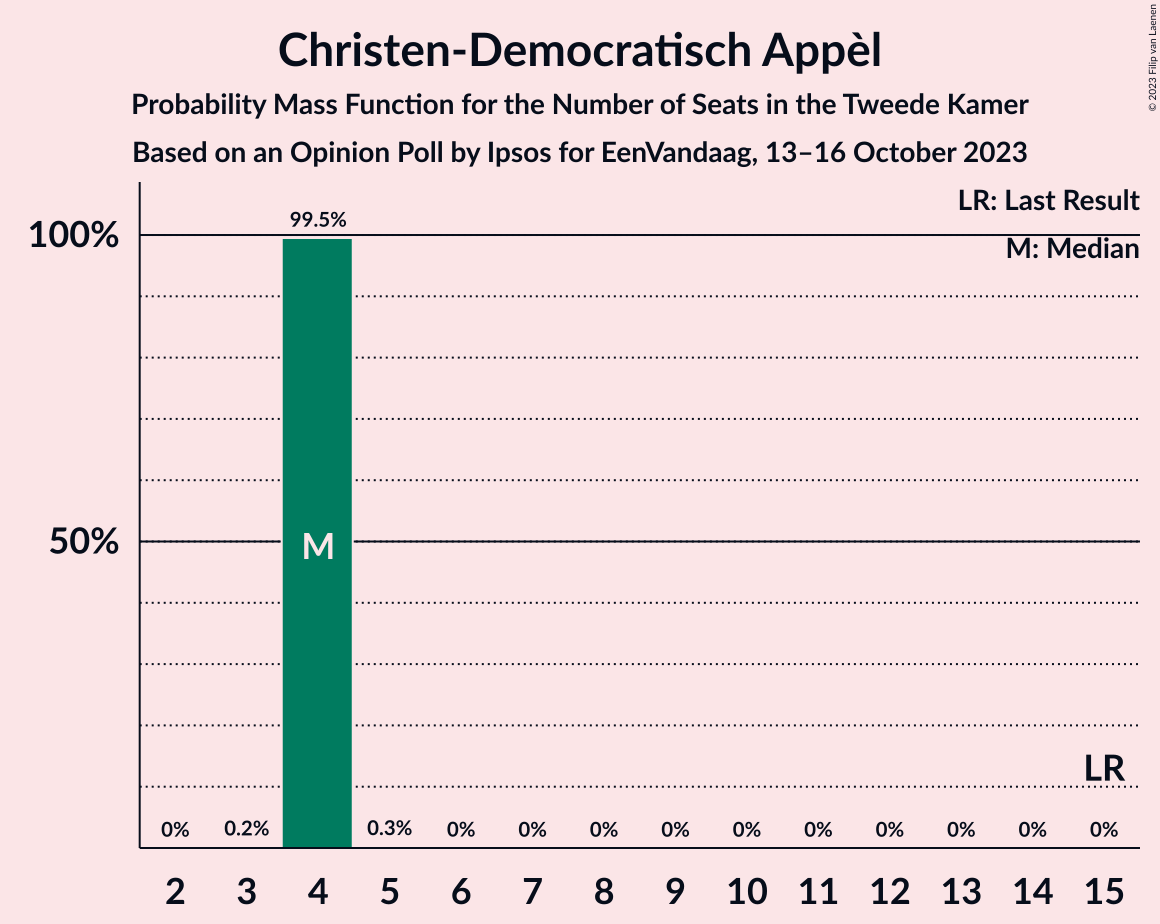 Christen-Democratisch Appèl
Probability Mass Function for the Number of Seats in the Tweede Kamer
Based on an Opinion Poll by Ipsos for EenVandaag, 13–16 October 2023
© 2023 Filip van Laenen
LR: Last Result
M: Median
99.5%
100%
50%
M
LR
0% 0.2% 0.3% 0% 0% 0% 0% 0% 0% 0% 0% 0% 0%
2 3 4 5 6 7 8 9 10 11 12 13 14 15